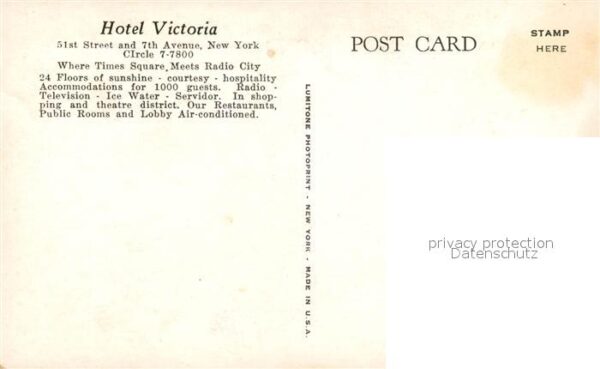 Hotel Victoria
51st Street and 7th Avenue, New York
CIrcle 7-7800
Where Times Square Meets Radio City
24 Floors of sunshine - courtesy - hospitality
Accommodations for 1000 guests. Radio -
Television - Ice Water - Servidor. In shop-
ping and theatre district. Our Restaurants,
Public Rooms and Lobby Air-conditioned.
LUMITONE PHOTOPRINT - NEW YORK - MADE IN U.S.A.
POST CARD
STAMP
HERE
privacy protection
Datenschutz